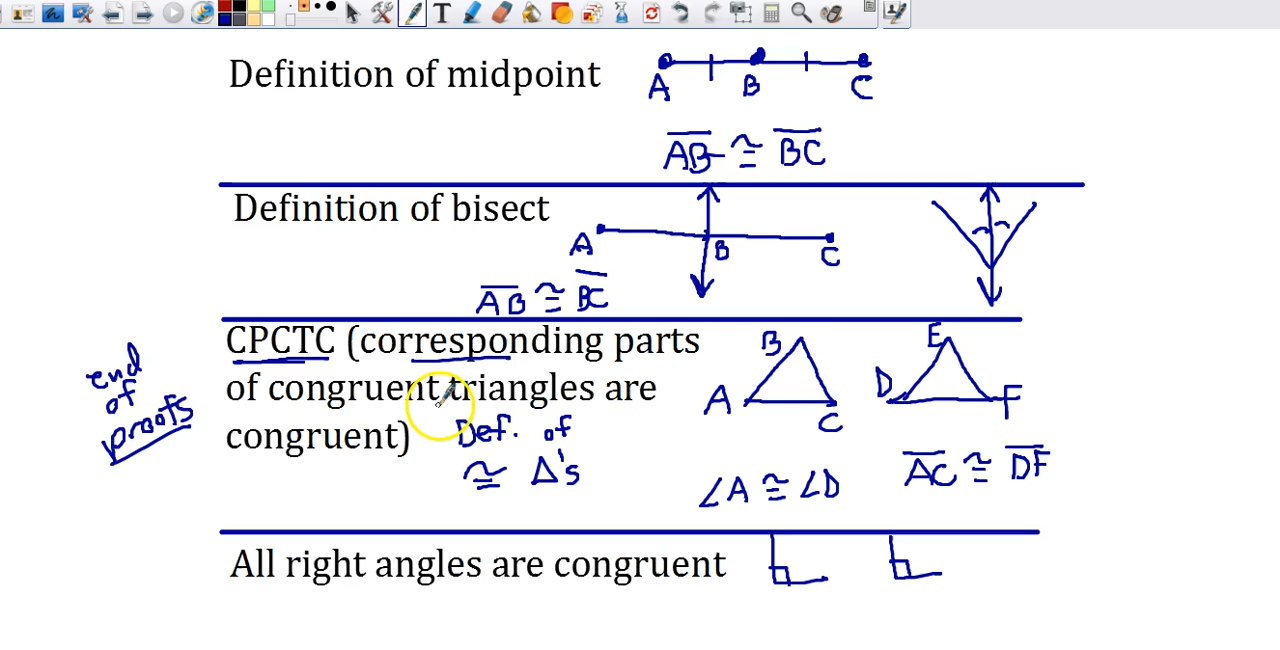 Definition of midpoint
A B C
AB ≅ BC
Definition of bisect
A B C
AB ≅ BC
CPCTC (corresponding parts
of congruent triangles are
congruent)
Def. of
≅ Δ's
end
of
proofs
B E
A C D F
∠A ≅ ∠D
AC ≅ DF
All right angles are congruent